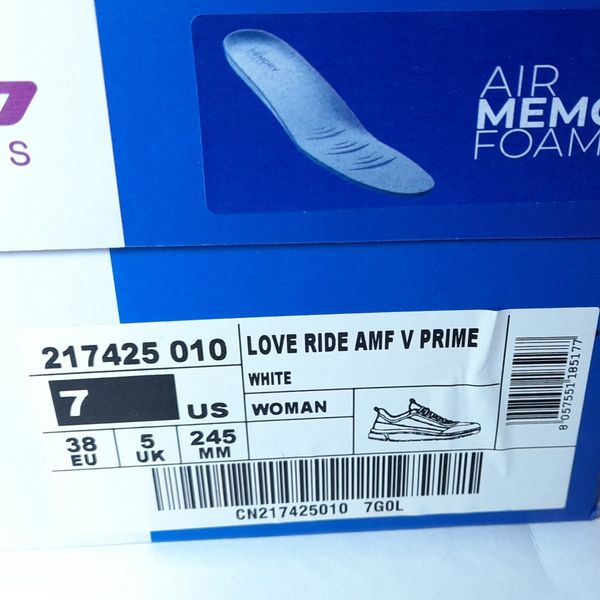 MEMORY
AIR
MEMO
FOAM
S
217425 010
LOVE RIDE AMF V PRIME
WHITE
7 US
WOMAN
38 EU
5 UK
245 MM
8 057551 185177
CN217425010 7G0L